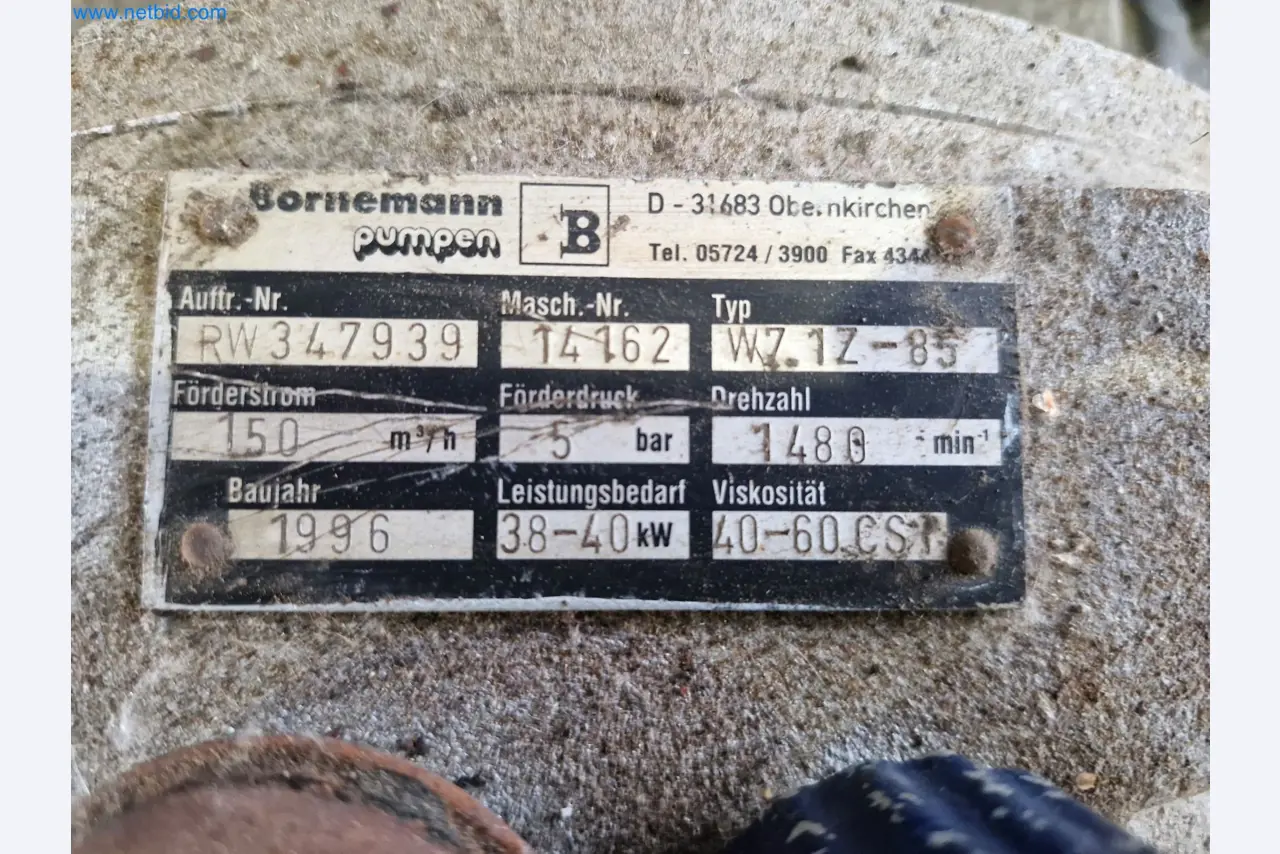 www.netbid.com
Bornemann
pumpen
B
D - 31683 Obernkirchen
Tel. 05724 / 3900 Fax
Auftr.-Nr. Masch.-Nr. Typ
RW347939 14162 W7.1Z-85
Förderstrom Förderdruck Drehzahl
150 m³/h 5 bar 1480 min-1
Baujahr Leistungsbedarf Viskosität
1996 38-40 kW 40-60 CST